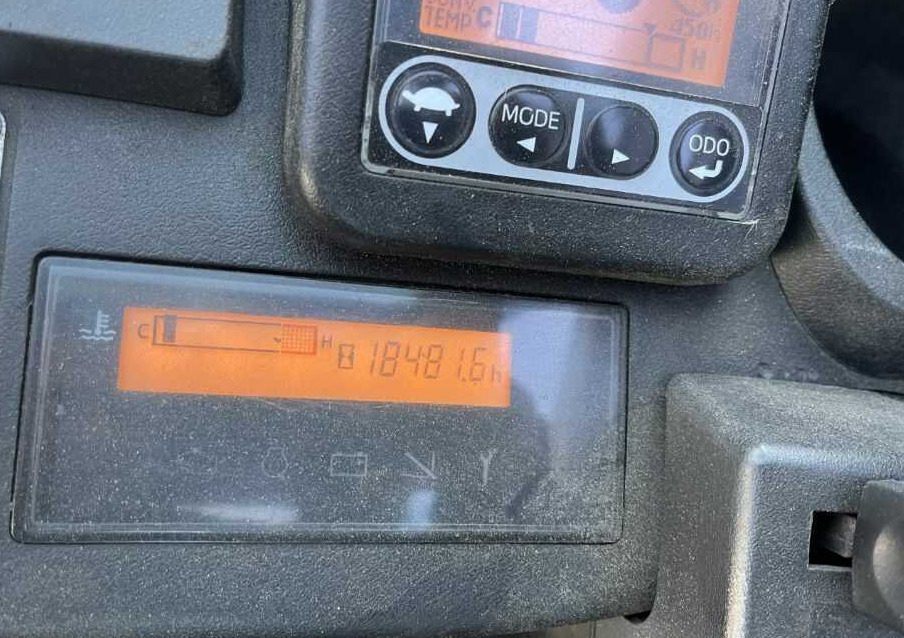 TEMP C H
MODE
ODO
C H 18481.6h